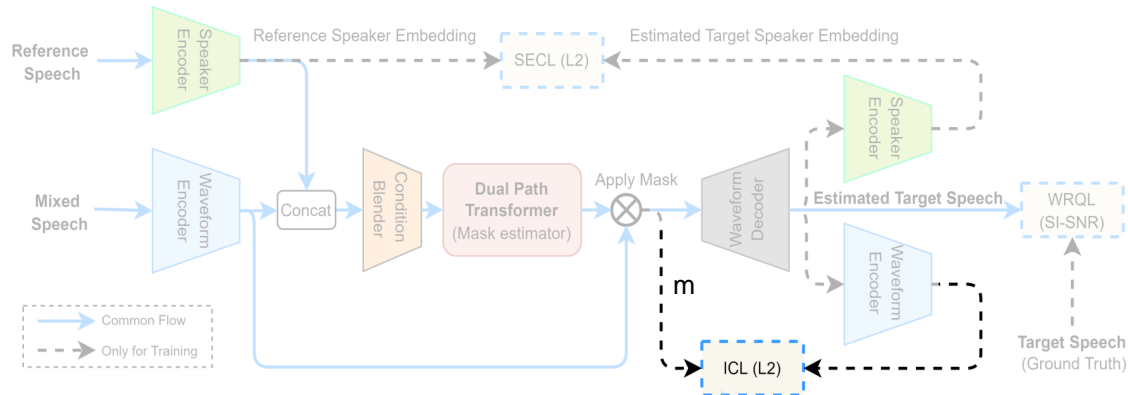 Reference Speaker Embedding
Estimated Target Speaker Embedding
Reference
Speech
Speaker
Encoder
SECL (L2)
Speaker
Encoder
Mixed
Speech
Waveform
Encoder
Concat
Condition
Blender
Dual Path
Transformer
(Mask estimator)
Apply Mask
Waveform
Decoder
Estimated Target Speech
WRQL
(SI-SNR)
Waveform
Encoder
m
ICL (L2)
Target Speech
(Ground Truth)
Common Flow
Only for Training